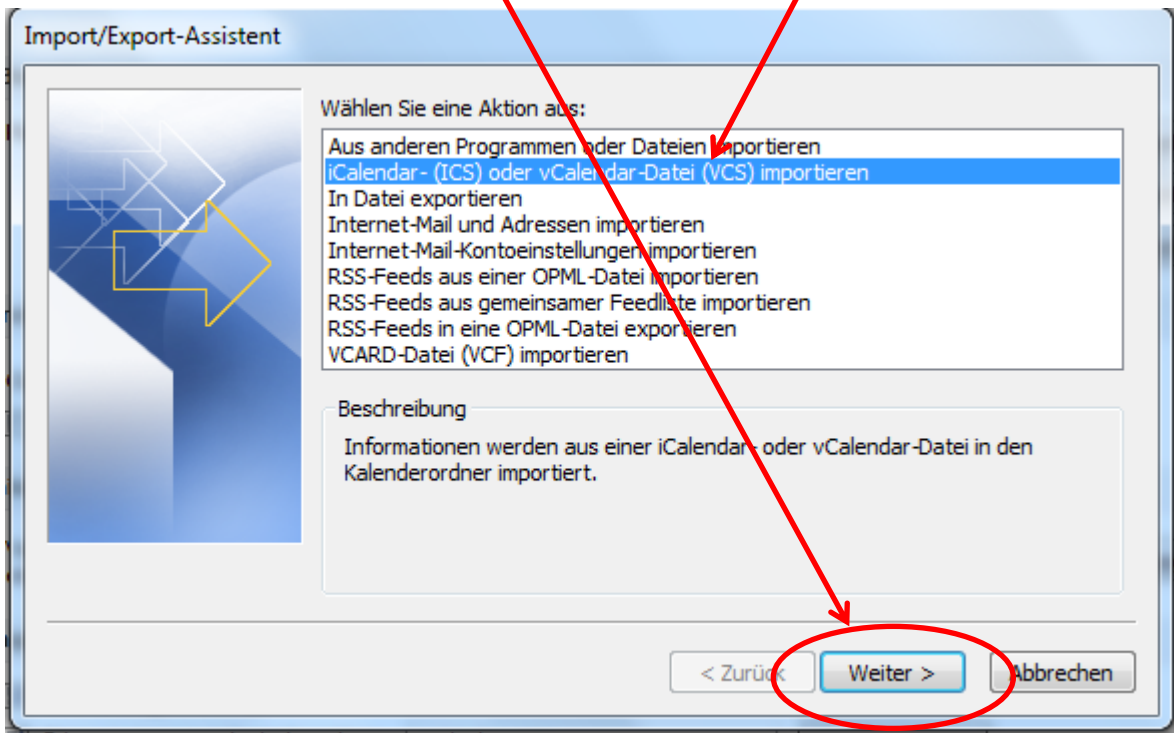 Import/Export-Assistent
Wählen Sie eine Aktion aus:
Aus anderen Programmen oder Dateien importieren
iCalendar- (ICS) oder vCalendar-Datei (VCS) importieren
In Datei exportieren
Internet-Mail und Adressen importieren
Internet-Mail-Kontoeinstellungen importieren
RSS-Feeds aus einer OPML-Datei importieren
RSS-Feeds aus gemeinsamer Feedliste importieren
RSS-Feeds in eine OPML-Datei exportieren
VCARD-Datei (VCF) importieren
Beschreibung
Informationen werden aus einer iCalendar- oder vCalendar-Datei in den
Kalenderordner importiert.
< Zurück Weiter > Abbrechen